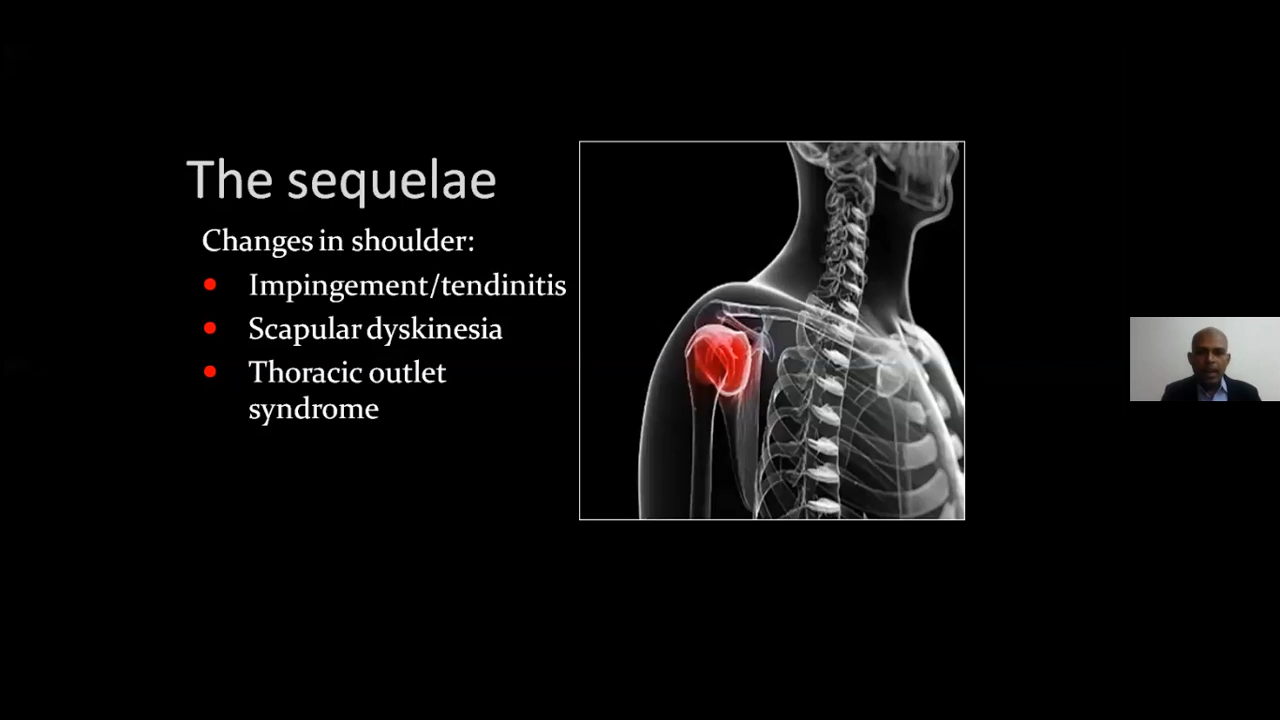 The sequelae
Changes in shoulder:
Impingement/tendinitis
Scapular dyskinesia
Thoracic outlet
syndrome